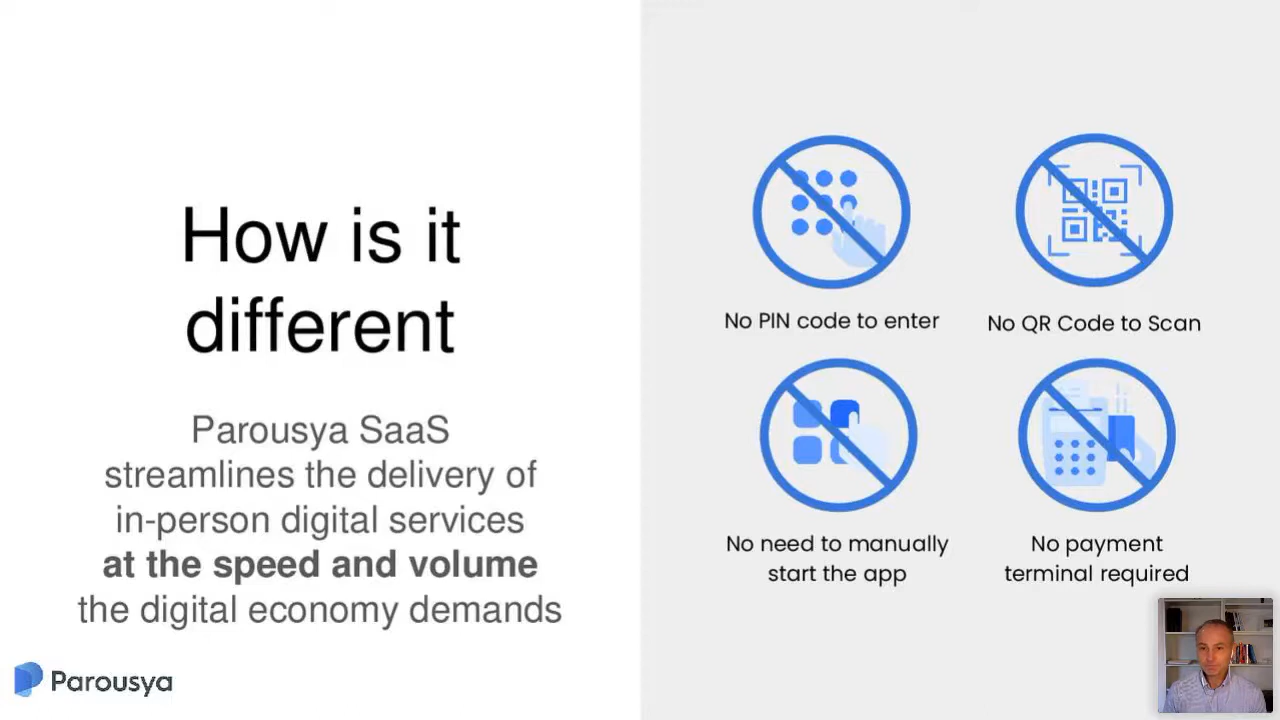 How is it
different
Parousya SaaS
streamlines the delivery of
in-person digital services
at the speed and volume
the digital economy demands
Parousya
No PIN code to enter
No QR Code to Scan
No need to manually
start the app
No payment
terminal required